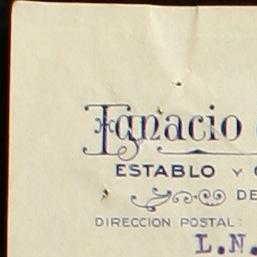 Ignacio
ESTABLO Y
DE
DIRECCION POSTAL:
L.N.